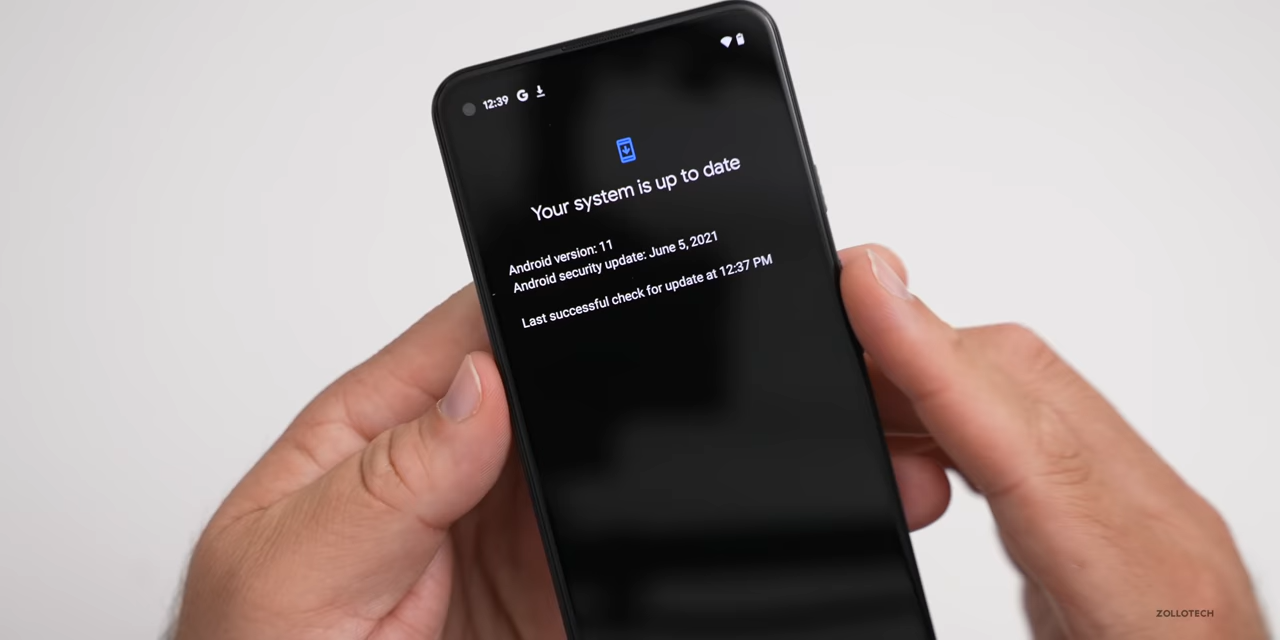 12:39
Your system is up to date
Android version: 11
Android security update: June 5, 2021
Last successful check for update at 12:37 PM
ZOLLOTECH